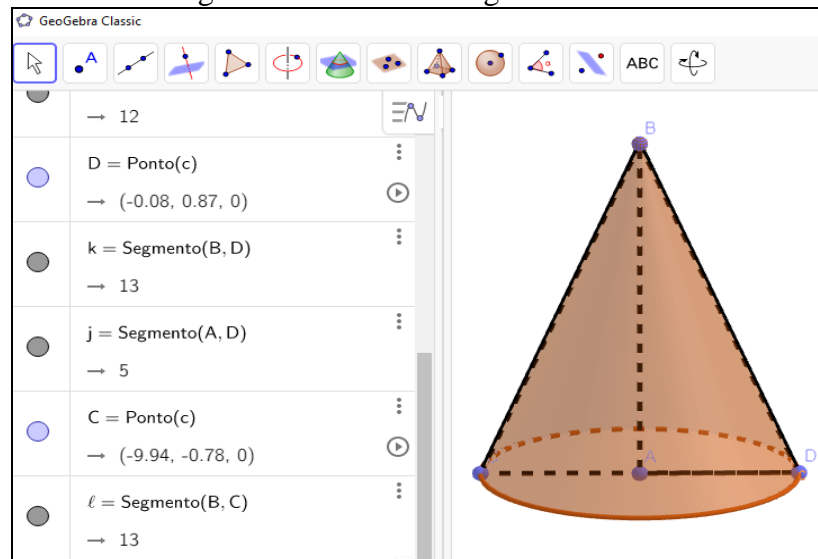 GeoGebra Classic
A
ABC
→ 12
D = Ponto(c)
→ (-0.08, 0.87, 0)
k = Segmento(B, D)
→ 13
j = Segmento(A, D)
→ 5
C = Ponto(c)
→ (-9.94, -0.78, 0)
ℓ = Segmento(B, C)
→ 13
B
A
D